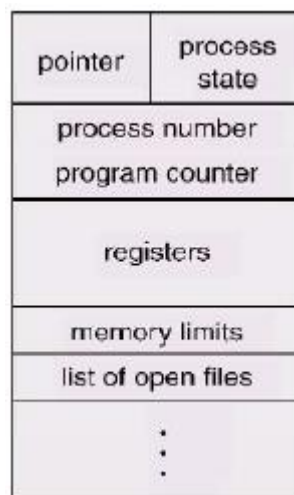 pointer
process
state
process number
program counter
registers
memory limits
list of open files